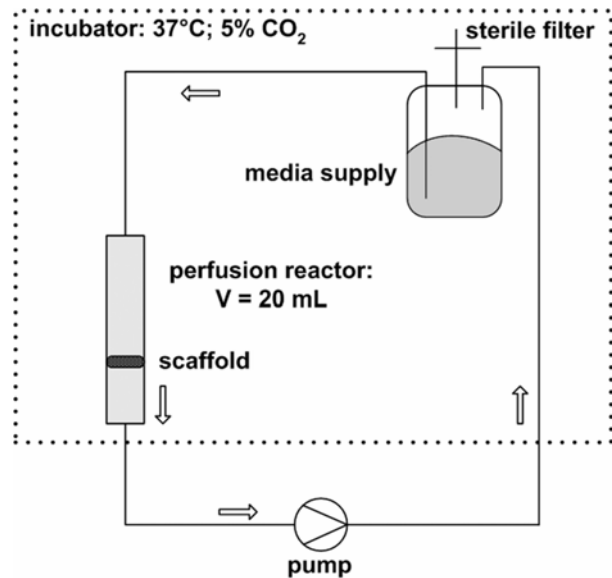 incubator: 37°C; 5% CO₂
sterile filter
media supply
perfusion reactor:
V = 20 mL
scaffold
pump